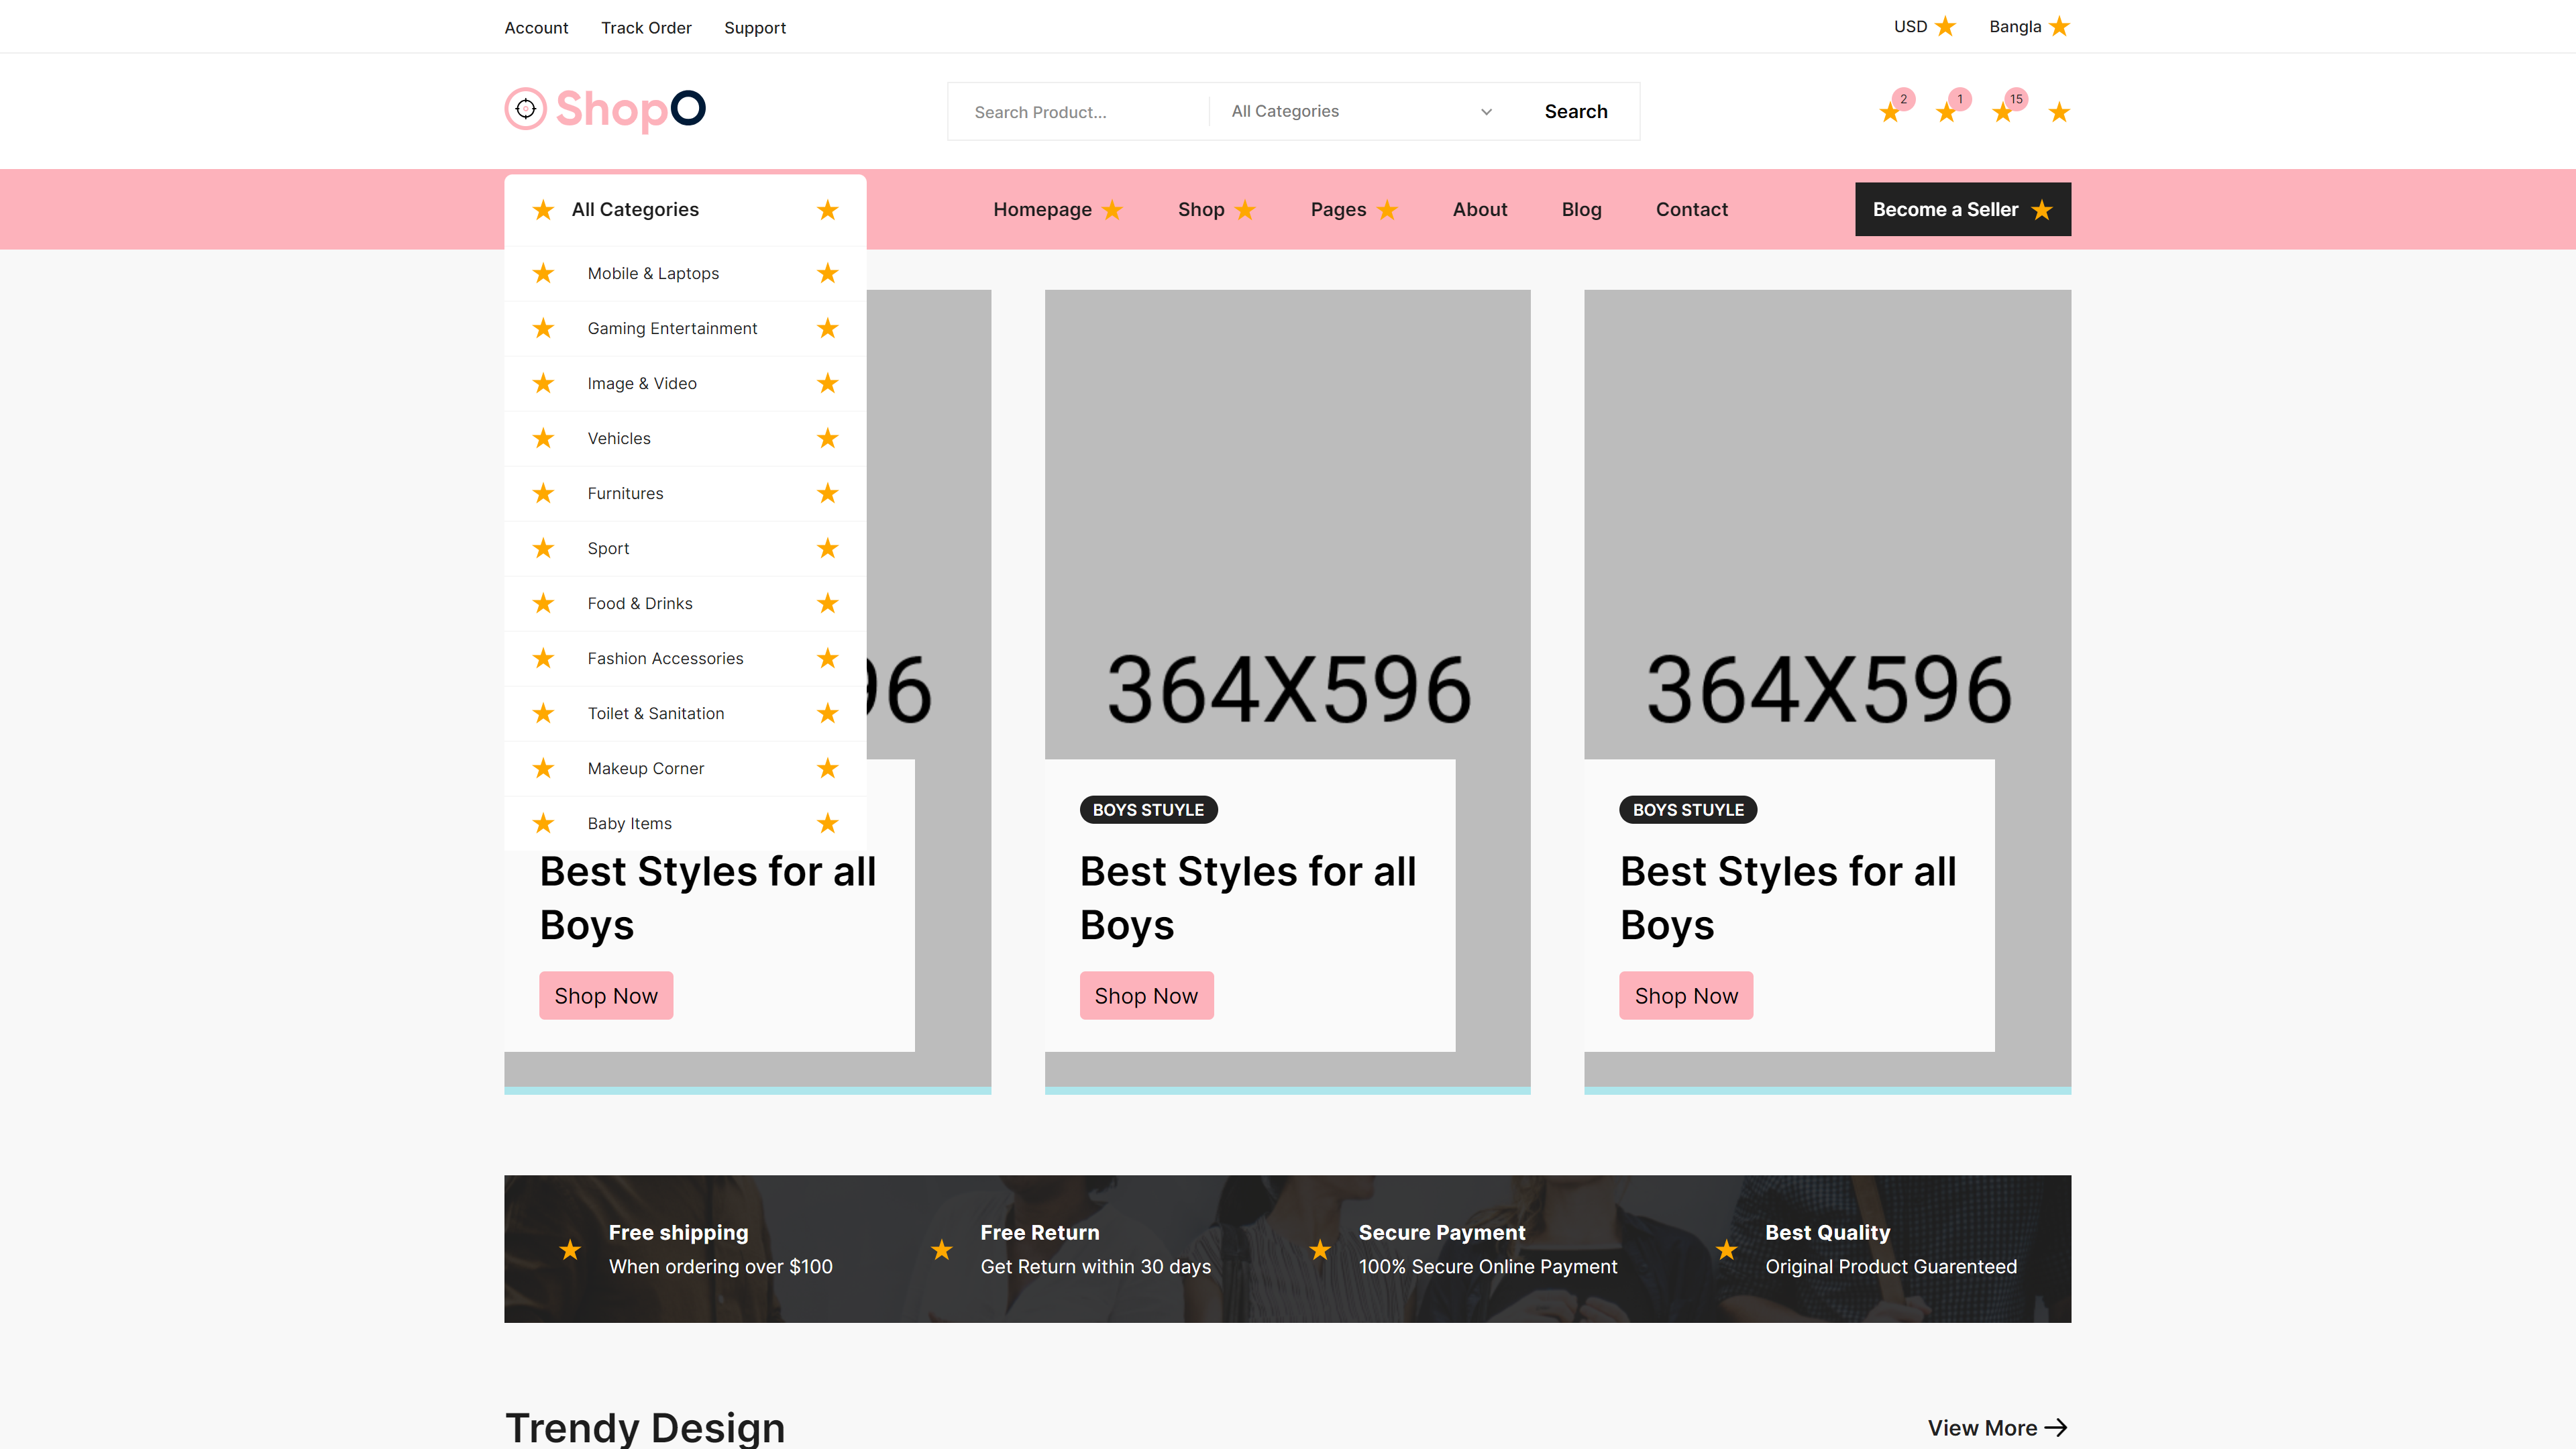 Account Track Order Support USD Bangla
ShopO
Search Product... All Categories Search 2 1 15
All Categories Homepage Shop Pages About Blog Contact Become a Seller
Mobile & Laptops
Gaming Entertainment
Image & Video
Vehicles
Furnitures
Sport
Food & Drinks
Fashion Accessories
Toilet & Sanitation
Makeup Corner
Baby Items
96 364X596 364X596
BOYS STUYLE BOYS STUYLE
Best Styles for all Best Styles for all Best Styles for all
Boys Boys Boys
Shop Now Shop Now Shop Now
Free shipping Free Return Secure Payment Best Quality
When ordering over $100 Get Return within 30 days 100% Secure Online Payment Original Product Guarenteed
Trendy Design View More